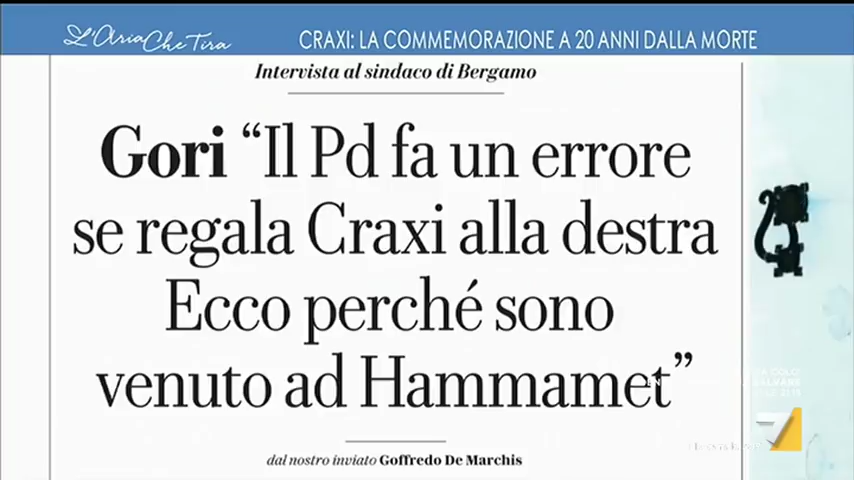 L'Aria Che Tira
CRAXI: LA COMMEMORAZIONE A 20 ANNI DALLA MORTE
Intervista al sindaco di Bergamo
Gori “Il Pd fa un errore
se regala Craxi alla destra
Ecco perché sono
venuto ad Hammamet”
dal nostro inviato Goffredo De Marchis
7